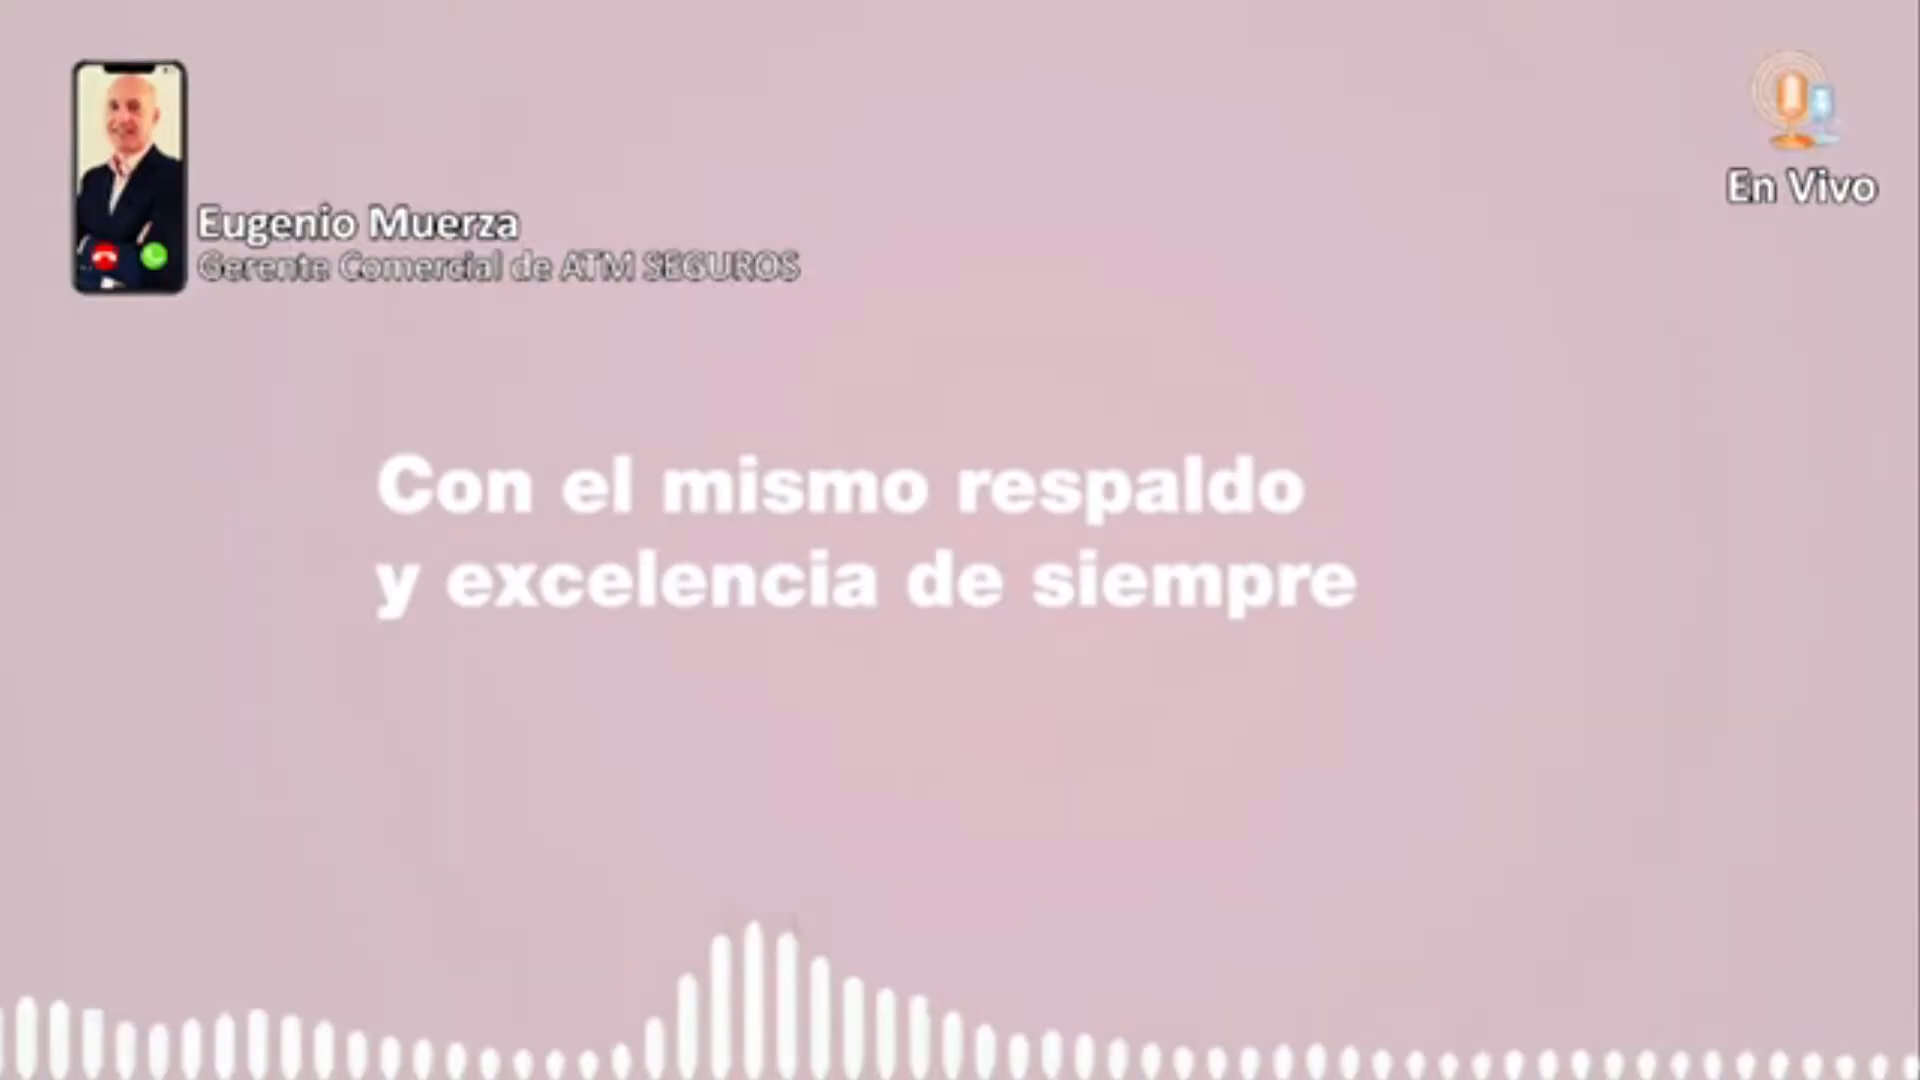 Eugenio Muerza
Gerente Comercial de ATM SEGUROS
En Vivo
Con el mismo respaldo
y excelencia de siempre